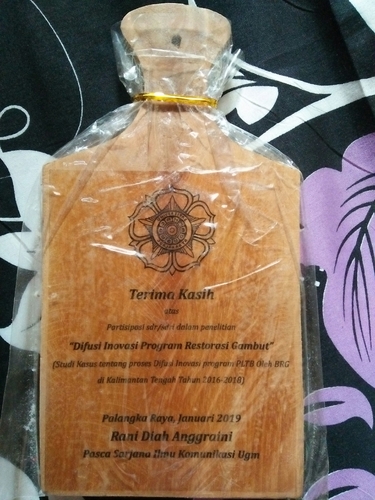 Terima Kasih
atas
Partisipasi sdr/sdri dalam penelitian
"Difusi Inovasi Program Restorasi Gambut"
(Studi Kasus tentang proses Difusi Inovasi program PLTB Oleh BRG
di Kalimantan Tengah Tahun 2016-2018)
Palangka Raya, Januari 2019
Rani Diah Anggraini
Pasca Sarjana Ilmu Komunikasi Ugm